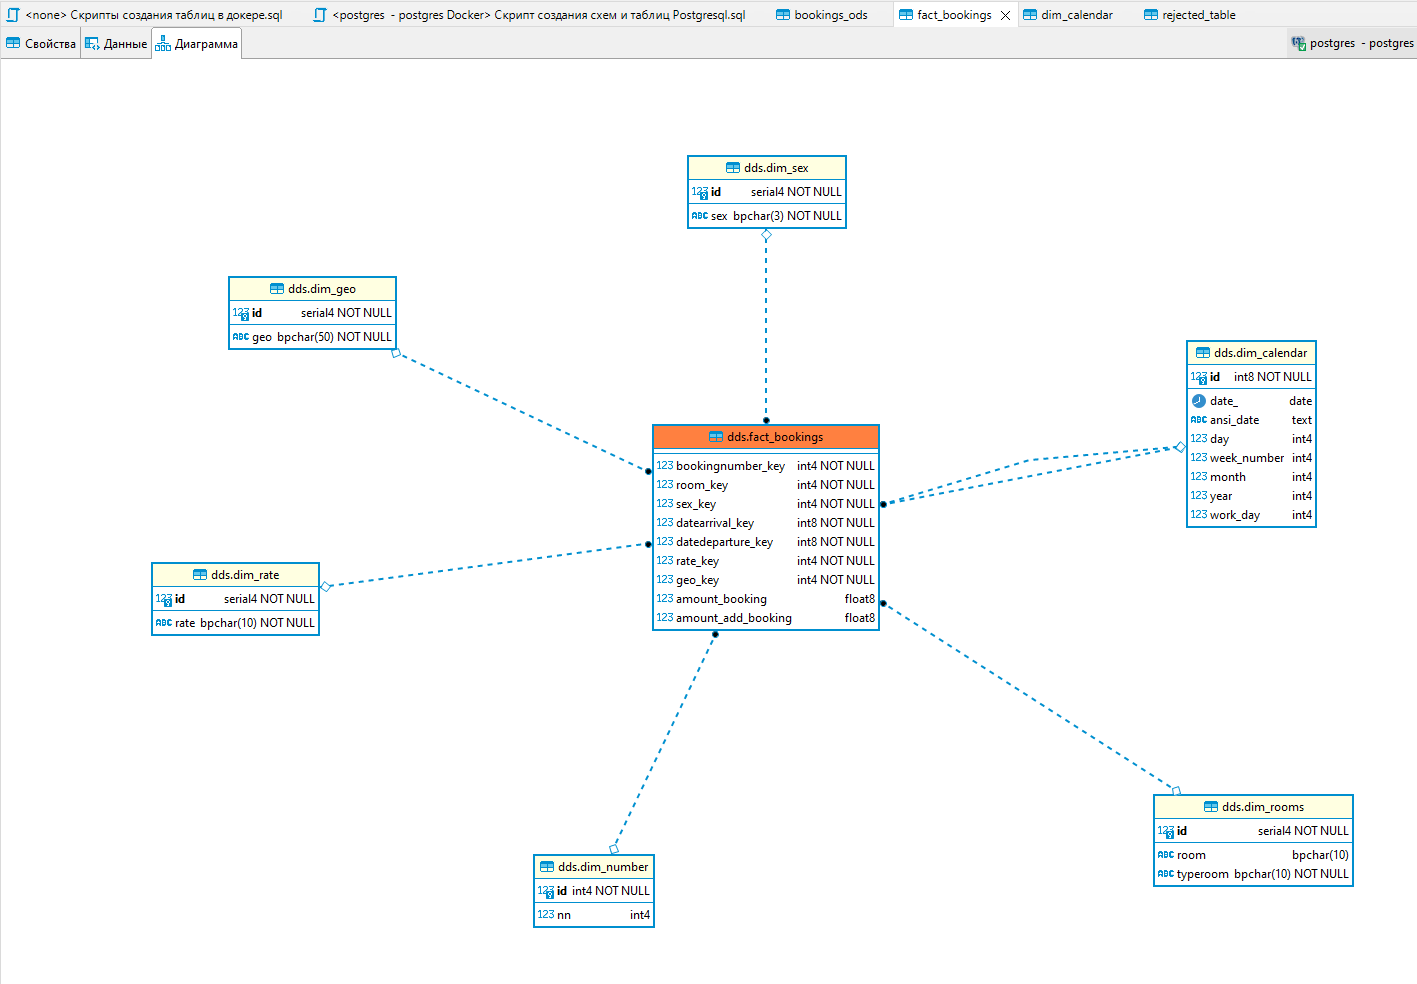 <none> Скрипты создания таблиц в докере.sql
<postgres - postgres Docker> Скрипт создания схем и таблиц Postgresql.sql
bookings_ods
fact_bookings
dim_calendar
rejected_table
Свойства
Данные
Диаграмма
postgres - postgres
dds.dim_sex
123 id serial4 NOT NULL
ABC sex bpchar(3) NOT NULL
dds.dim_geo
123 id serial4 NOT NULL
ABC geo bpchar(50) NOT NULL
dds.dim_calendar
123 id int8 NOT NULL
date_ date
ABC ansi_date text
123 day int4
123 week_number int4
123 month int4
123 year int4
123 work_day int4
dds.fact_bookings
123 bookingnumber_key int4 NOT NULL
123 room_key int4 NOT NULL
123 sex_key int4 NOT NULL
123 datearrival_key int8 NOT NULL
123 datedeparture_key int8 NOT NULL
123 rate_key int4 NOT NULL
123 geo_key int4 NOT NULL
123 amount_booking float8
123 amount_add_booking float8
dds.dim_rate
123 id serial4 NOT NULL
ABC rate bpchar(10) NOT NULL
dds.dim_rooms
123 id serial4 NOT NULL
ABC room bpchar(10)
ABC typeroom bpchar(10) NOT NULL
dds.dim_number
123 id int4 NOT NULL
123 nn int4